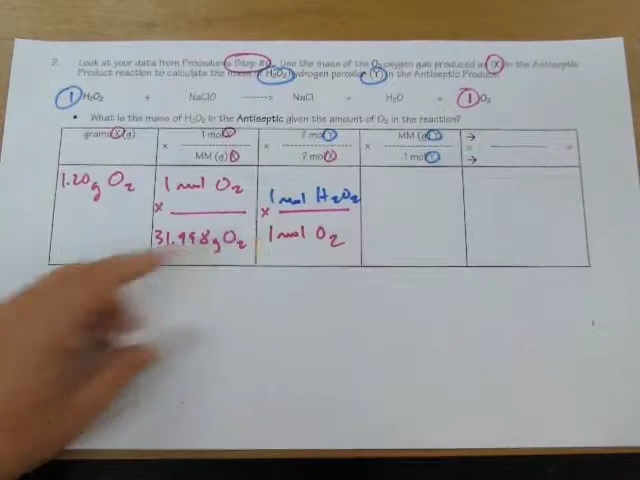 2. Look at your data from Procedure Step #. Use the mass of the O₂ oxygen gas produced as X in the Antiseptic
Product reaction to calculate the mass of H₂O₂ hydrogen peroxide Y in the Antiseptic Product.
1 H₂O₂ + NaClO ———> NaCl + H₂O + 1 O₂
• What is the mass of H₂O₂ in the Antiseptic given the amount of O₂ in the reaction?
grams X (g) × 1 mol X × ? mol Y × MM (g) Y → = =
MM (g) X ? mol X 1 mol Y →
1.20g O₂ × 1 mol O₂ × 1 mol H₂O₂
31.998g O₂ 1 mol O₂